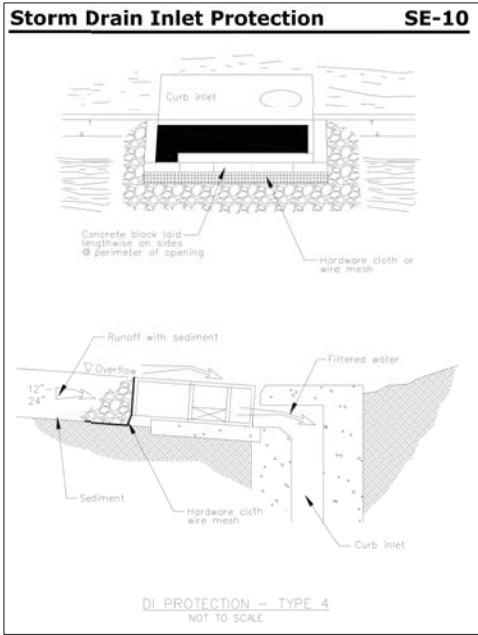 Storm Drain Inlet Protection SE-10
Curb inlet
Concrete block laid
lengthwise on sides
@ perimeter of opening
Hardware cloth or
wire mesh
Runoff with sediment
Overflow
Filtered water
12"-
24"
Sediment
Hardware cloth
wire mesh
Curb inlet
DI PROTECTION - TYPE 4
NOT TO SCALE